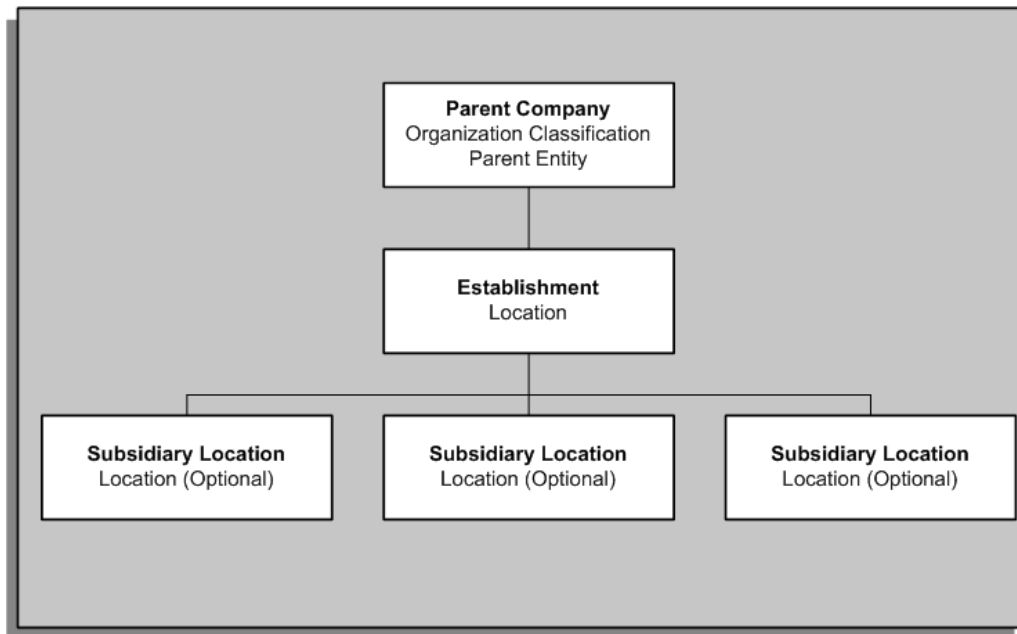 Parent Company
Organization Classification
Parent Entity
Establishment
Location
Subsidiary Location
Location (Optional)
Subsidiary Location
Location (Optional)
Subsidiary Location
Location (Optional)